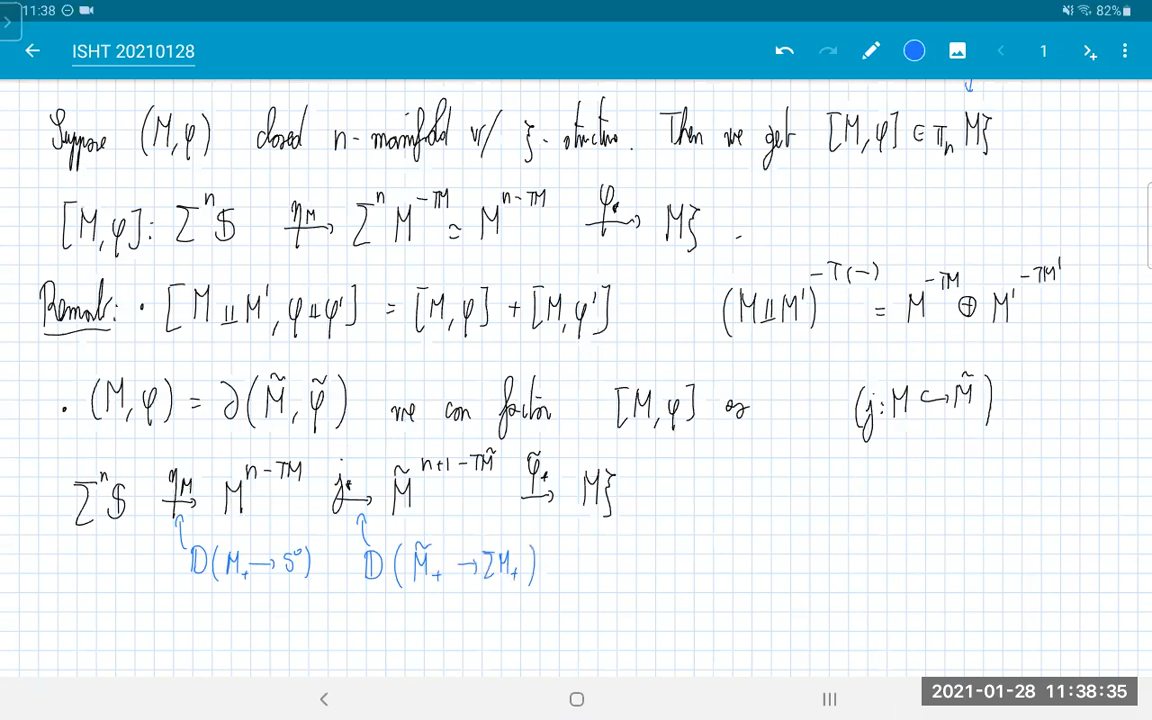 11:38
82%
ISHT 20210128
1
Suppose (M,φ) closed n-manifold w/ ξ-structure. Then we get [M,φ] ∈ π_n Mξ
[M,φ]: Σ^n 𝕊 →^{η_M} Σ^n M^{-TM} ≃ M^{n-TM} →^{φ_*} Mξ
Remark: • [M ⨿ M', φ ⨿ φ'] = [M,φ] + [M,φ'] (M ⨿ M')^{-T(-)} = M^{-TM} ⊕ M'^{-TM'}
• (M,φ) = ∂(M̃,φ̃) we can factor [M,φ] as (j: M ↪ M̃)
Σ^n 𝕊 →^{η_M} M^{n-TM} →^{j_*} M̃^{n+1-TM̃} →^{φ̃_*} Mξ
𝔻(M_+ → S^0) 𝔻(M̃_+ → ΣM_+)
2021-01-28 11:38:35